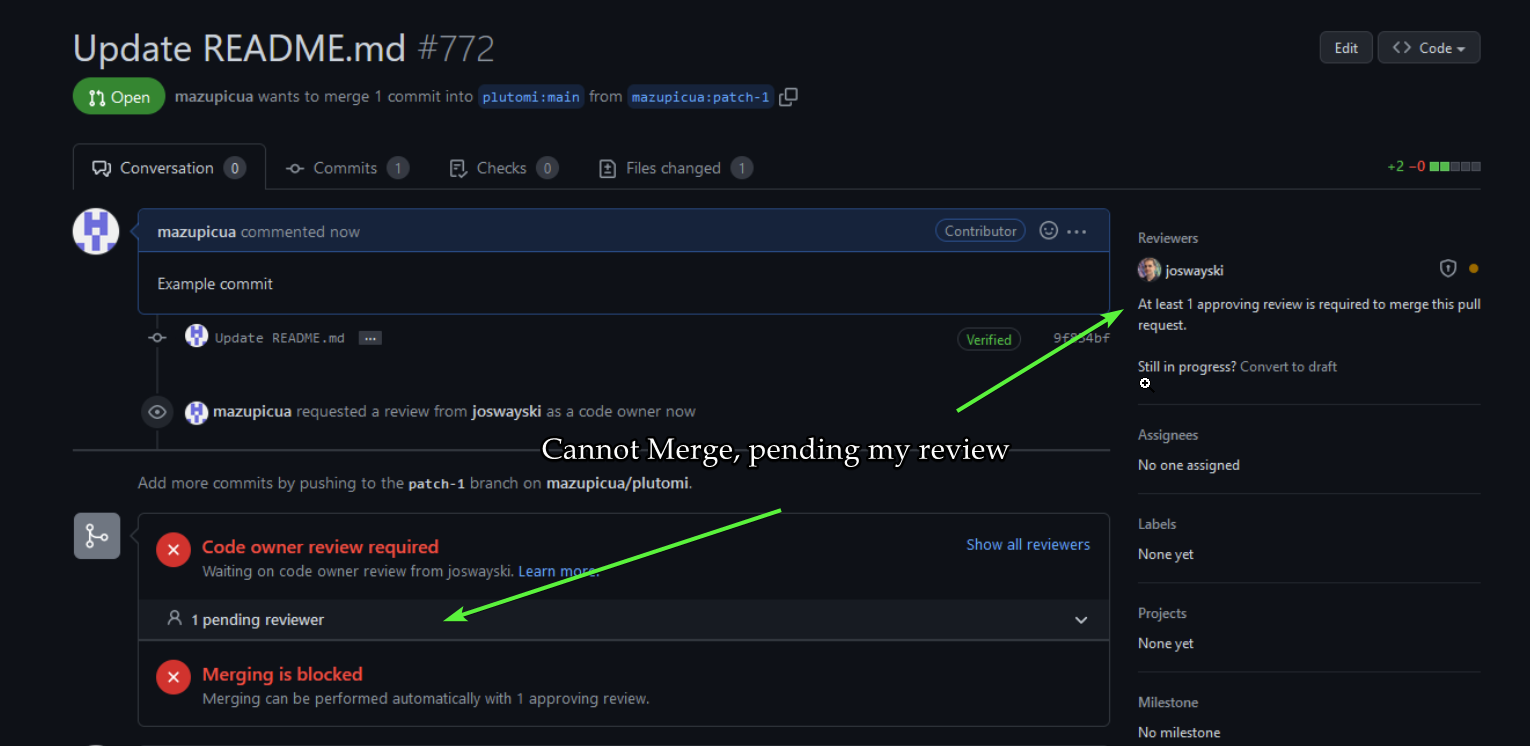 Update README.md #772
Edit
<> Code
Open
mazupicua wants to merge 1 commit into plutomi:main from mazupicua:patch-1
Conversation 0
Commits 1
Checks 0
Files changed 1
+2 −0
mazupicua commented now
Contributor
Example commit
Update README.md ...
Verified
mazupicua requested a review from joswayski as a code owner now
Cannot Merge, pending my review
Add more commits by pushing to the patch-1 branch on mazupicua/plutomi.
Code owner review required
Show all reviewers
Waiting on code owner review from joswayski. Learn more.
1 pending reviewer
Merging is blocked
Merging can be performed automatically with 1 approving review.
Reviewers
joswayski
At least 1 approving review is required to merge this pull
request.
Still in progress? Convert to draft
Assignees
No one assigned
Labels
None yet
Projects
None yet
Milestone
No milestone